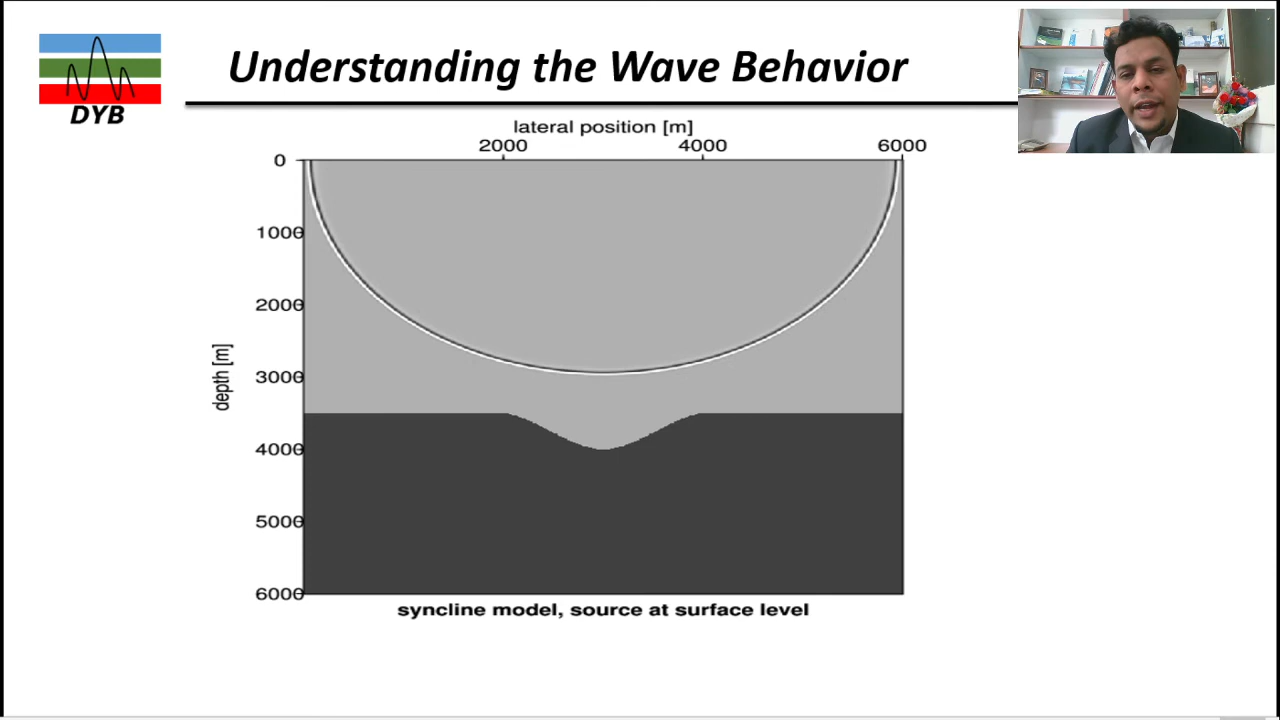 Understanding the Wave Behavior
DYB
lateral position [m]
2000 4000 6000
0
1000
2000
3000
4000
5000
6000
depth [m]
syncline model, source at surface level